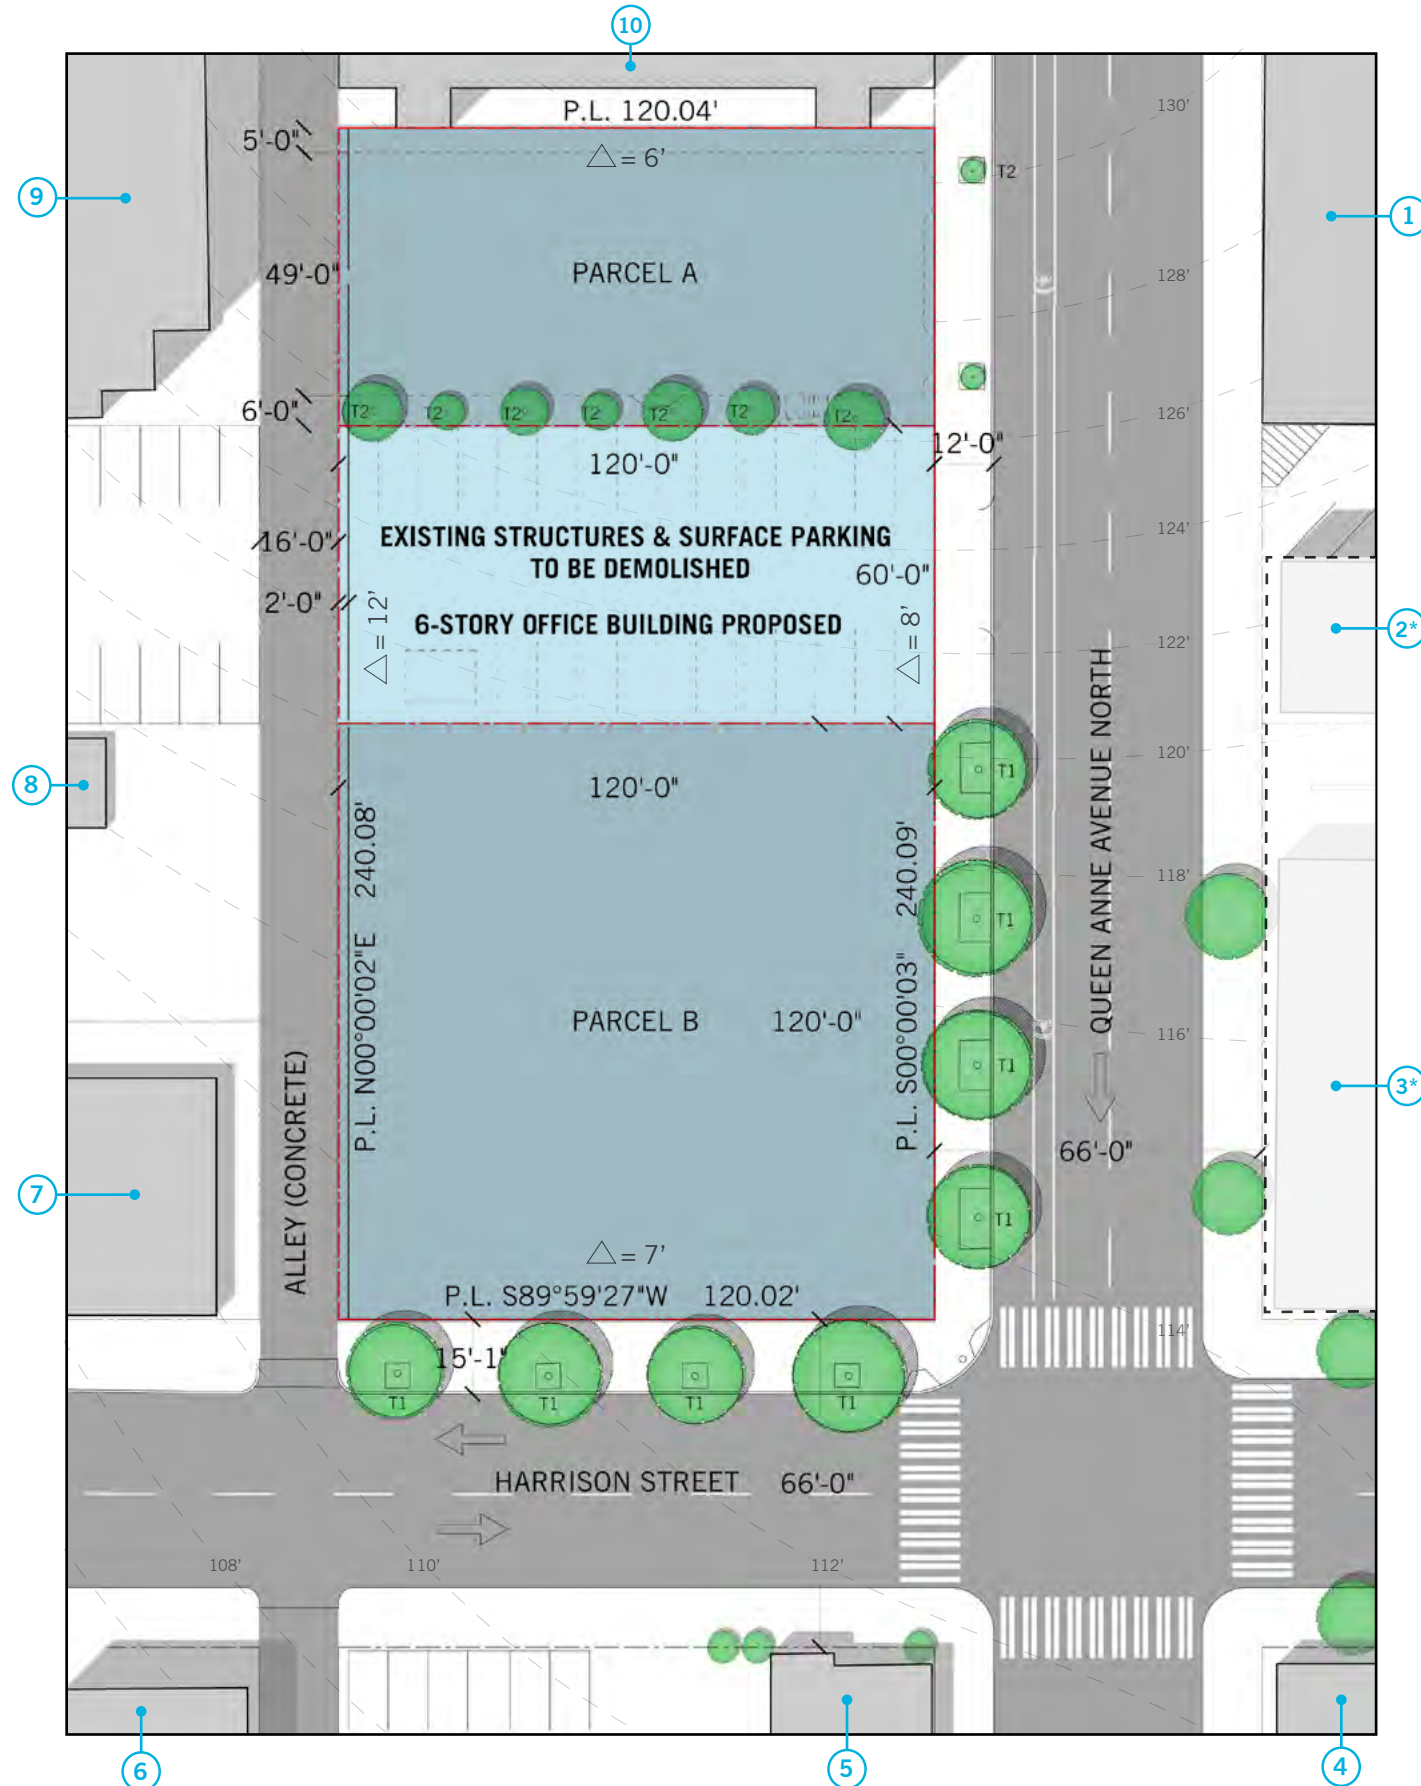 10
P.L. 120.04'
130'
5'-0"
△= 6'
T2
9
1
PARCEL A
49'-0"
128'
6'-0"
T2
T2
T2
T2
T2
T2
T2
126'
12'-0"
120'-0"
EXISTING STRUCTURES & SURFACE PARKING
TO BE DEMOLISHED
16'-0"
124'
60'-0"
2'-0"
△= 12'
△= 8'
6-STORY OFFICE BUILDING PROPOSED
2*
122'
QUEEN ANNE AVENUE NORTH
120'
T1
8
120'-0"
P.L. N00°00'02"E 240.08'
P.L. S00°00'03" 240.09'
118'
T1
PARCEL B
120'-0"
116'
T1
3*
ALLEY (CONCRETE)
66'-0"
7
T1
△= 7'
P.L. S89°59'27"W 120.02'
114'
15'-1"
T1
T1
T1
T1
HARRISON STREET 66'-0"
108'
110'
112'
6
5
4